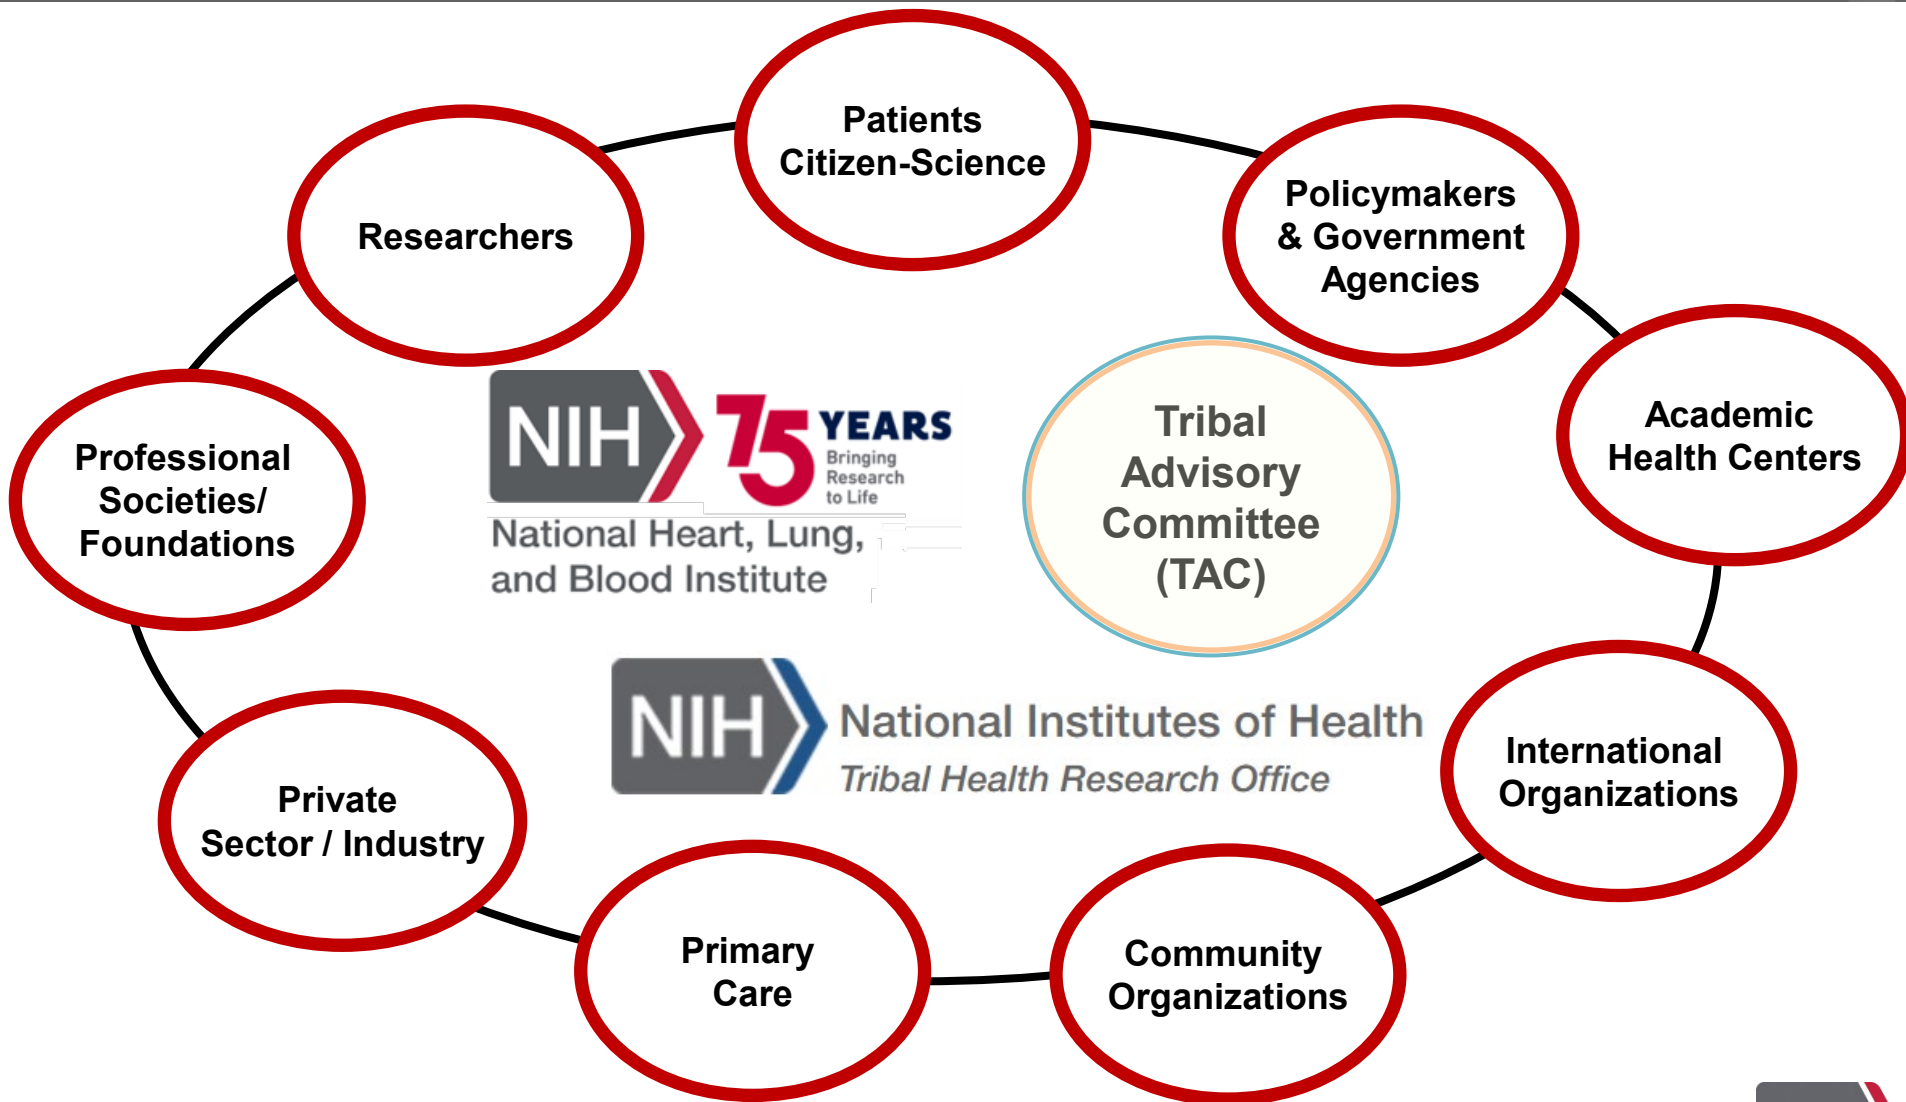 Patients
Citizen-Science
Researchers
Policymakers
& Government
Agencies
Academic
Health Centers
Professional
Societies/
Foundations
NIH
75
YEARS
Bringing
Research
to Life
National Heart, Lung,
and Blood Institute
Tribal
Advisory
Committee
(TAC)
NIH
National Institutes of Health
Tribal Health Research Office
International
Organizations
Private
Sector / Industry
Primary
Care
Community
Organizations